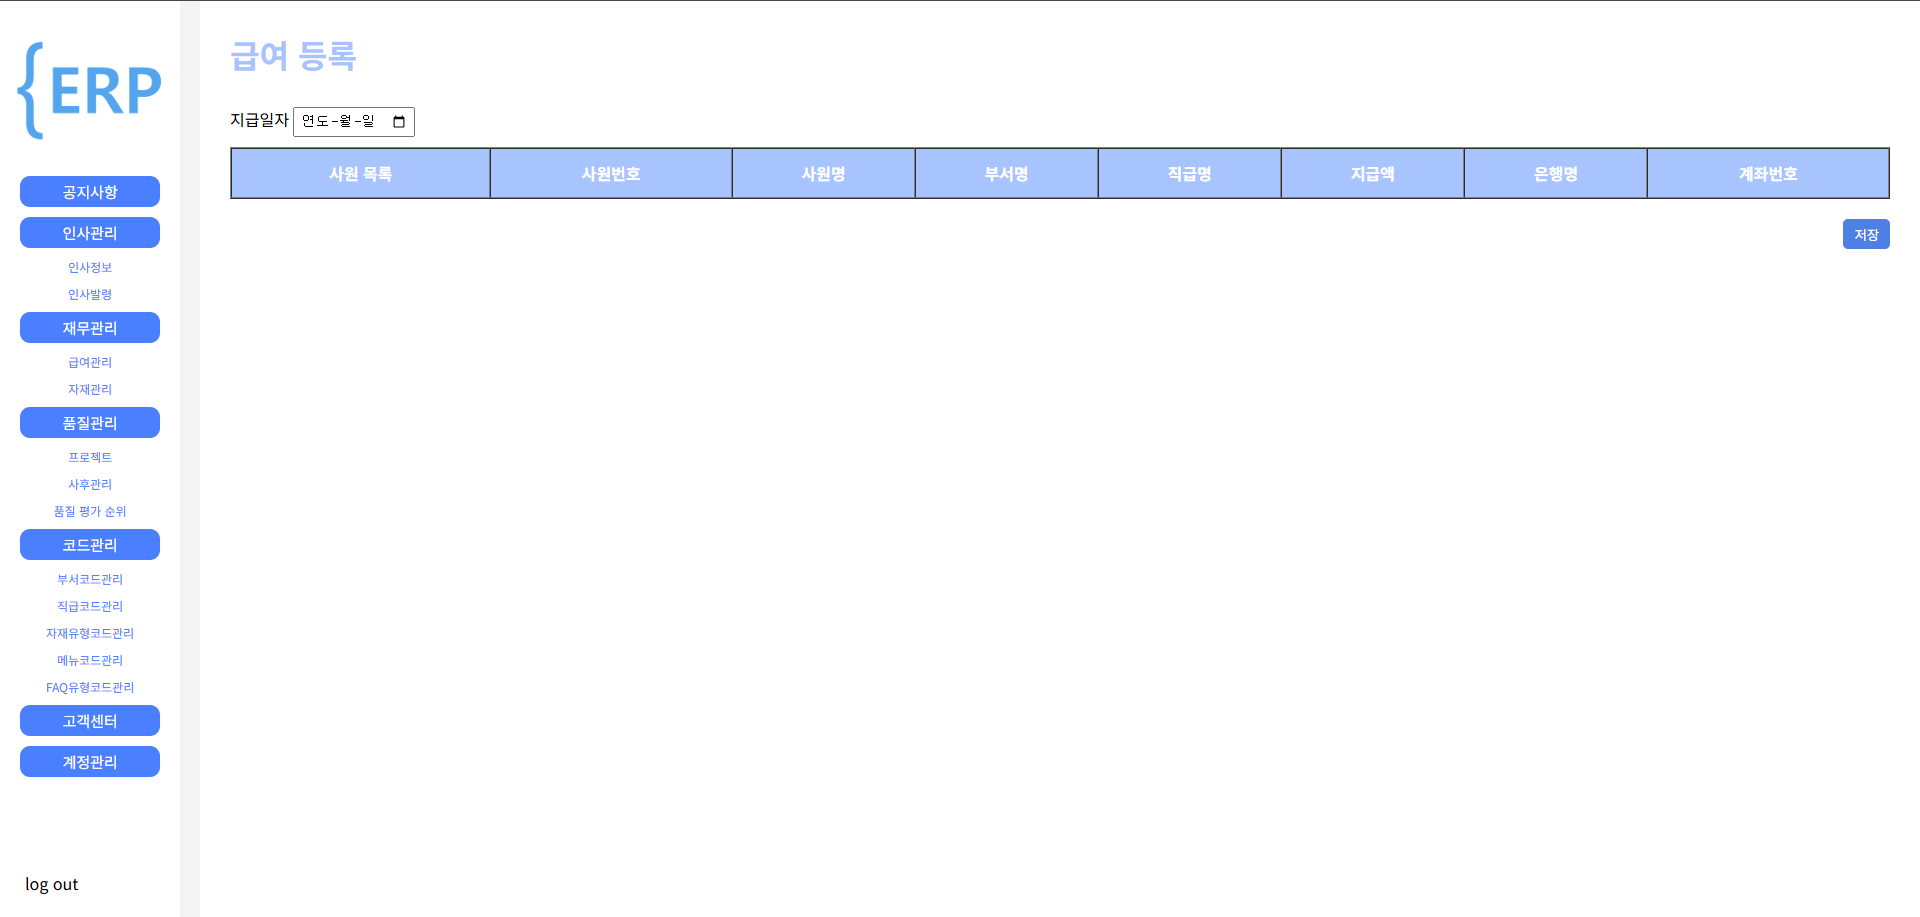 {ERP
공지사항
인사관리
인사정보
인사발령
재무관리
급여관리
자재관리
품질관리
프로젝트
사후관리
품질 평가 순위
코드관리
부서코드관리
직급코드관리
자재유형코드관리
메뉴코드관리
FAQ유형코드관리
고객센터
계정관리
log out
급여 등록
지급일자 연도-월-일
사원 목록 사원번호 사원명 부서명 직급명 지급액 은행명 계좌번호
저장